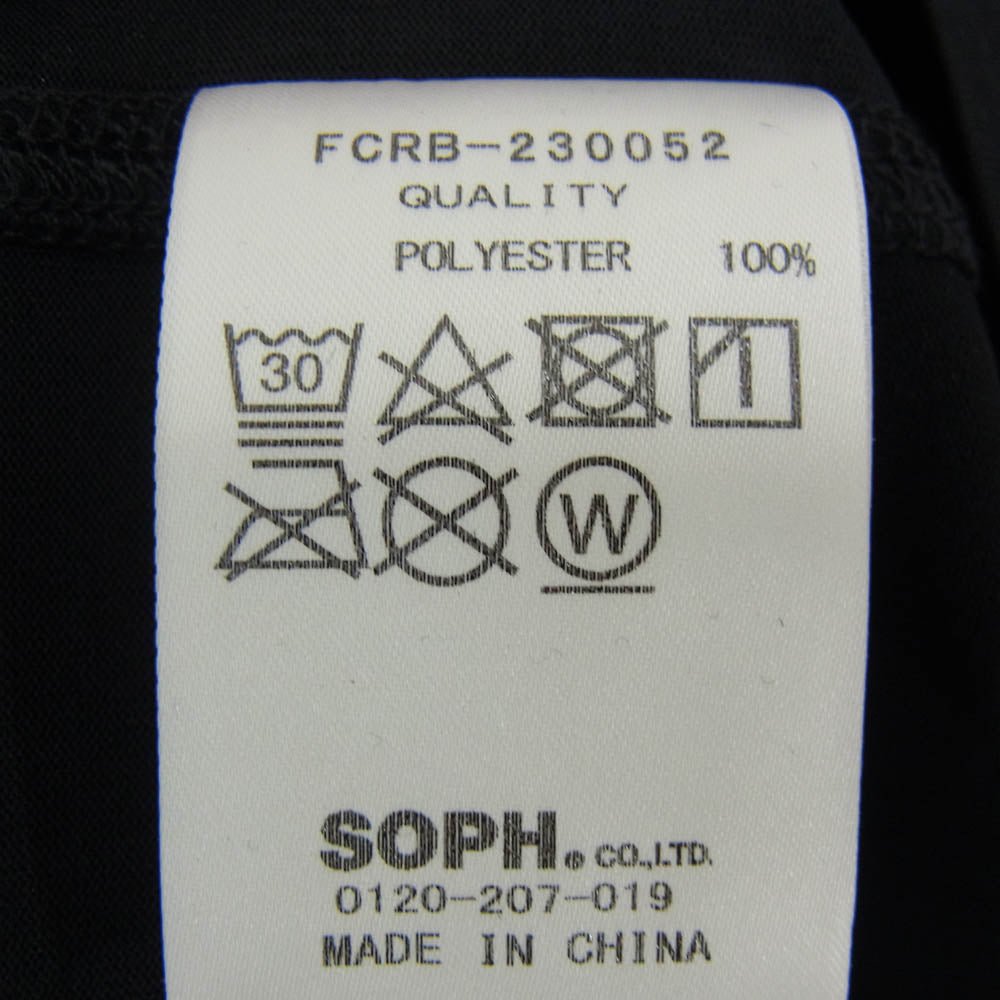 FCRB-230052
QUALITY
POLYESTER 100%
30
W
SOPH. CO.,LTD.
0120-207-019
MADE IN CHINA